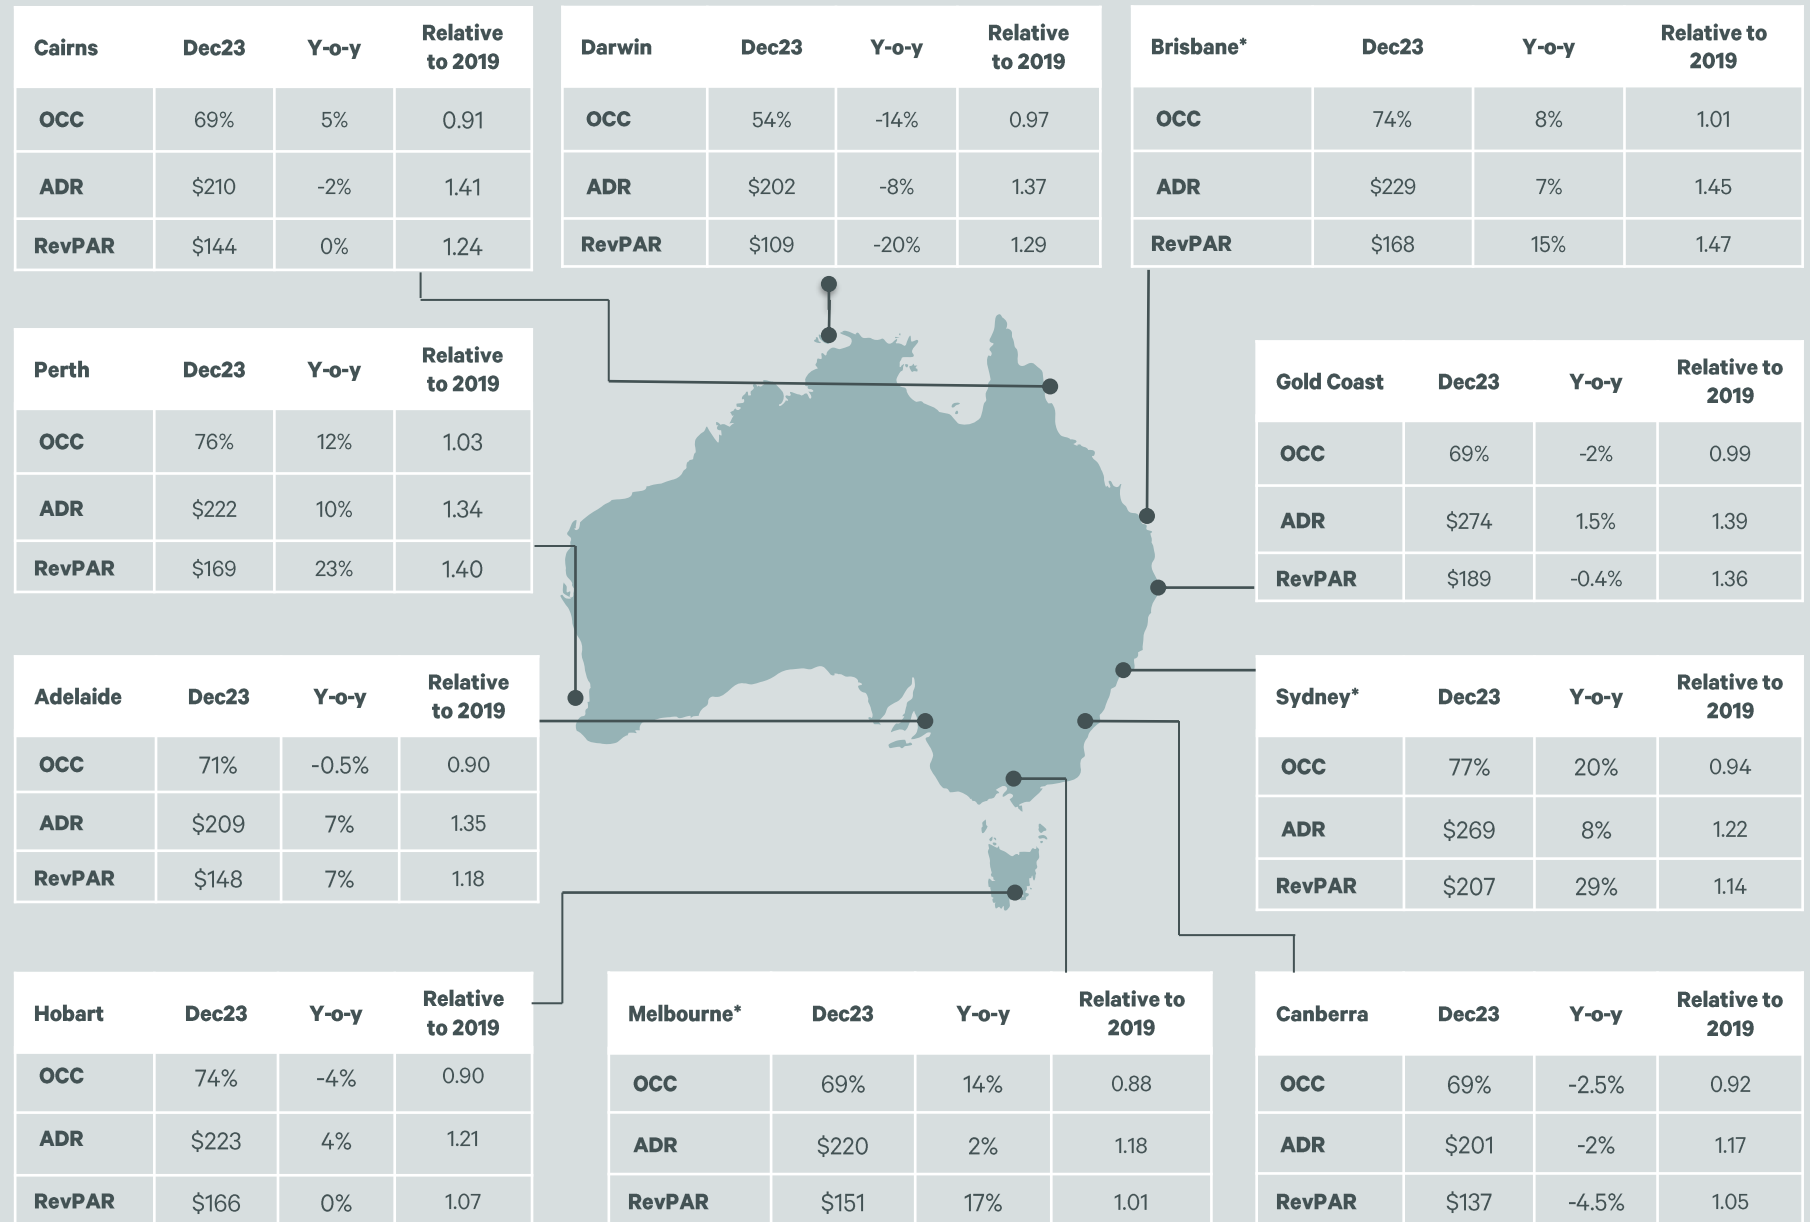 Cairns Dec23 Y-o-y Relative to 2019
OCC 69% 5% 0.91
ADR $210 -2% 1.41
RevPAR $144 0% 1.24
Darwin Dec23 Y-o-y Relative to 2019
OCC 54% -14% 0.97
ADR $202 -8% 1.37
RevPAR $109 -20% 1.29
Brisbane* Dec23 Y-o-y Relative to 2019
OCC 74% 8% 1.01
ADR $229 7% 1.45
RevPAR $168 15% 1.47
Perth Dec23 Y-o-y Relative to 2019
OCC 76% 12% 1.03
ADR $222 10% 1.34
RevPAR $169 23% 1.40
Gold Coast Dec23 Y-o-y Relative to 2019
OCC 69% -2% 0.99
ADR $274 1.5% 1.39
RevPAR $189 -0.4% 1.36
Adelaide Dec23 Y-o-y Relative to 2019
OCC 71% -0.5% 0.90
ADR $209 7% 1.35
RevPAR $148 7% 1.18
Sydney* Dec23 Y-o-y Relative to 2019
OCC 77% 20% 0.94
ADR $269 8% 1.22
RevPAR $207 29% 1.14
Hobart Dec23 Y-o-y Relative to 2019
OCC 74% -4% 0.90
ADR $223 4% 1.21
RevPAR $166 0% 1.07
Melbourne* Dec23 Y-o-y Relative to 2019
OCC 69% 14% 0.88
ADR $220 2% 1.18
RevPAR $151 17% 1.01
Canberra Dec23 Y-o-y Relative to 2019
OCC 69% -2.5% 0.92
ADR $201 -2% 1.17
RevPAR $137 -4.5% 1.05